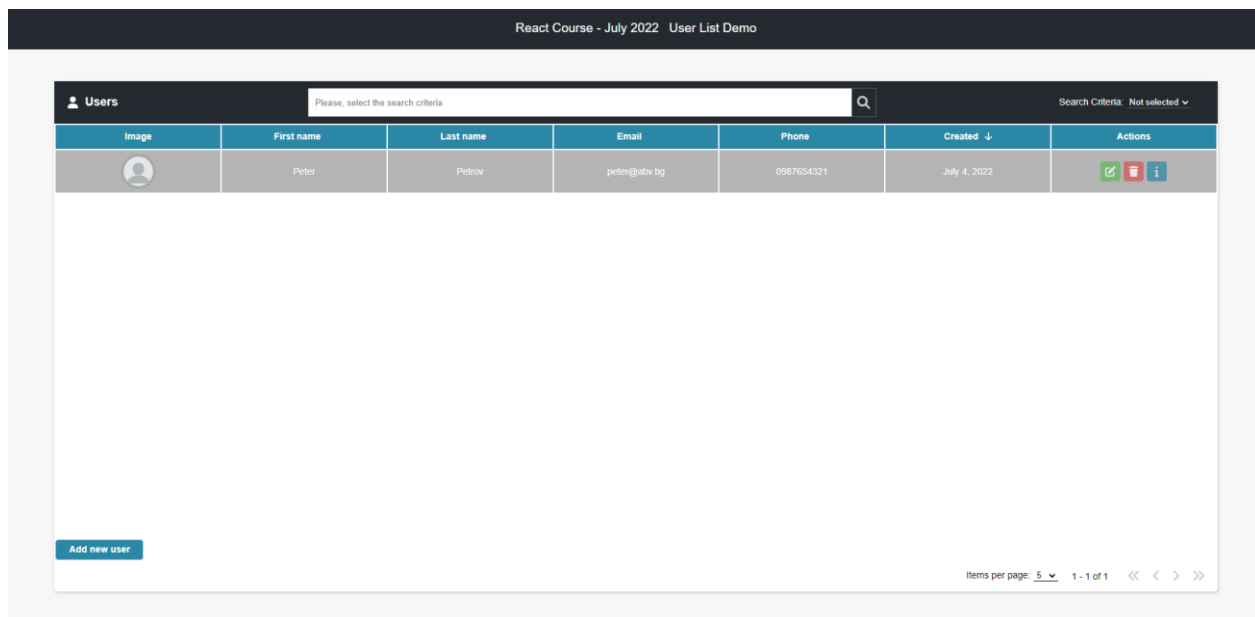 React Course - July 2022 User List Demo
Users Please, select the search criteria Search Criteria: Not selected
Image First name Last name Email Phone Created Actions
Peter Petrov peter@abv.bg 0987654321 July 4, 2022
Add new user
Items per page: 5 1 - 1 of 1